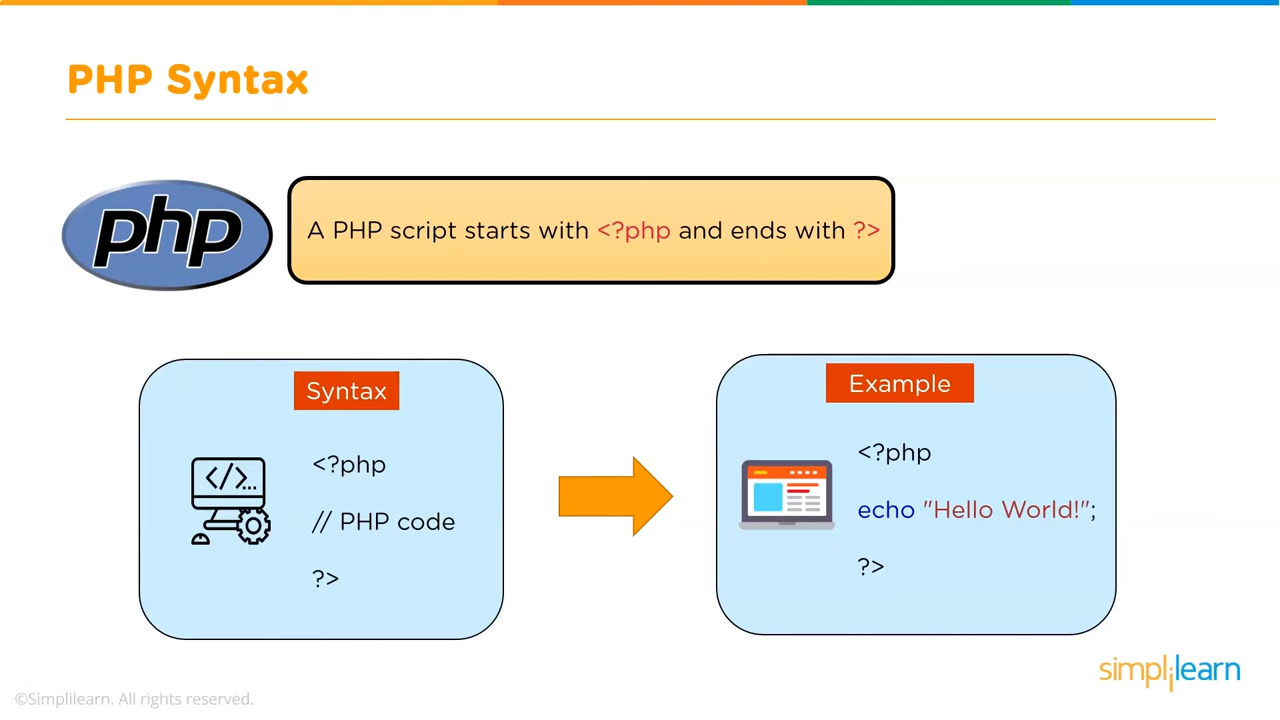 PHP Syntax
php
A PHP script starts with <?php and ends with ?>
Syntax
<?php
// PHP code
?>
</>...
Example
<?php
echo "Hello World!";
?>
simplilearn
©Simplilearn. All rights reserved.